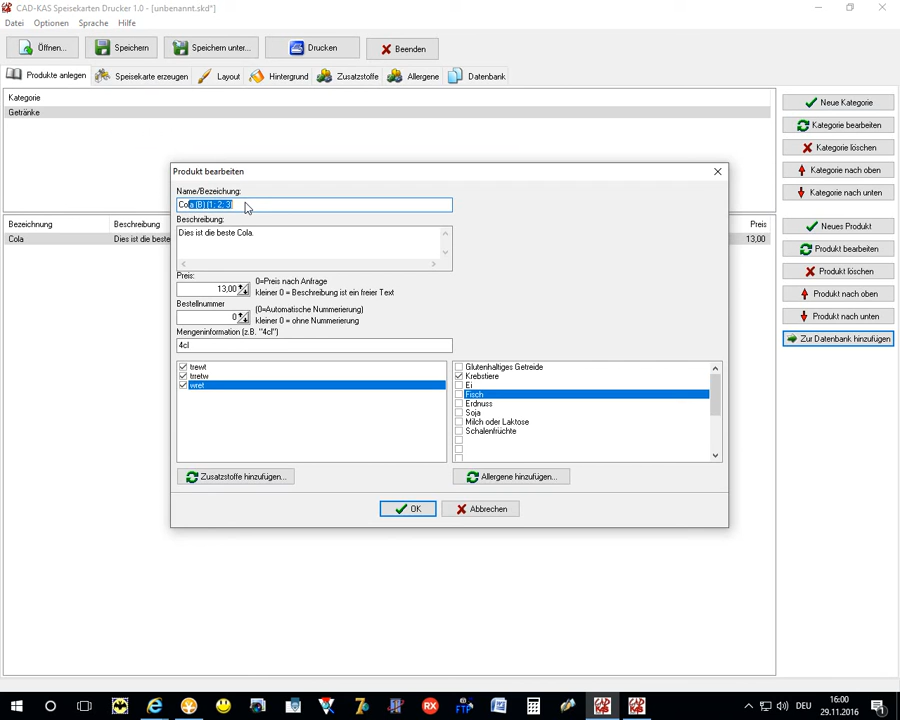 CAD-KAS Speisekarten Drucker 1.0 - [unbenannt.skd*]
Datei Optionen Sprache Hilfe
Öffnen... Speichern Speichern unter... Drucken Beenden
Produkte anlegen Speisekarte erzeugen Layout Hintergrund Zusatzstoffe Allergene Datenbank
Kategorie
Getränke
Neue Kategorie
Kategorie bearbeiten
Kategorie löschen
Kategorie nach oben
Kategorie nach unten
Bezeichnung Beschreibung Preis
Cola Dies ist die beste 13,00
Neues Produkt
Produkt bearbeiten
Produkt löschen
Produkt nach oben
Produkt nach unten
Zur Datenbank hinzufügen
Produkt bearbeiten
Name/Bezeichung:
Cola (B) (1; 2; 3)
Beschreibung:
Dies ist die beste Cola.
Preis:
13,00
0=Preis nach Anfrage
kleiner 0 = Beschreibung ist ein freier Text
Bestellnummer
0
(0=Automatische Nummerierung)
kleiner 0 = ohne Nummerierung
Mengeninformation (z.B. "4cl")
4cl
trewt
trretw
wret
Glutenhaltiges Getreide
Krebstiere
Ei
Fisch
Erdnuss
Soja
Milch oder Laktose
Schalenfrüchte
Zusatzstoffe hinzufügen...
Allergene hinzufügen...
OK Abbrechen
DEU
16:00
29.11.2016